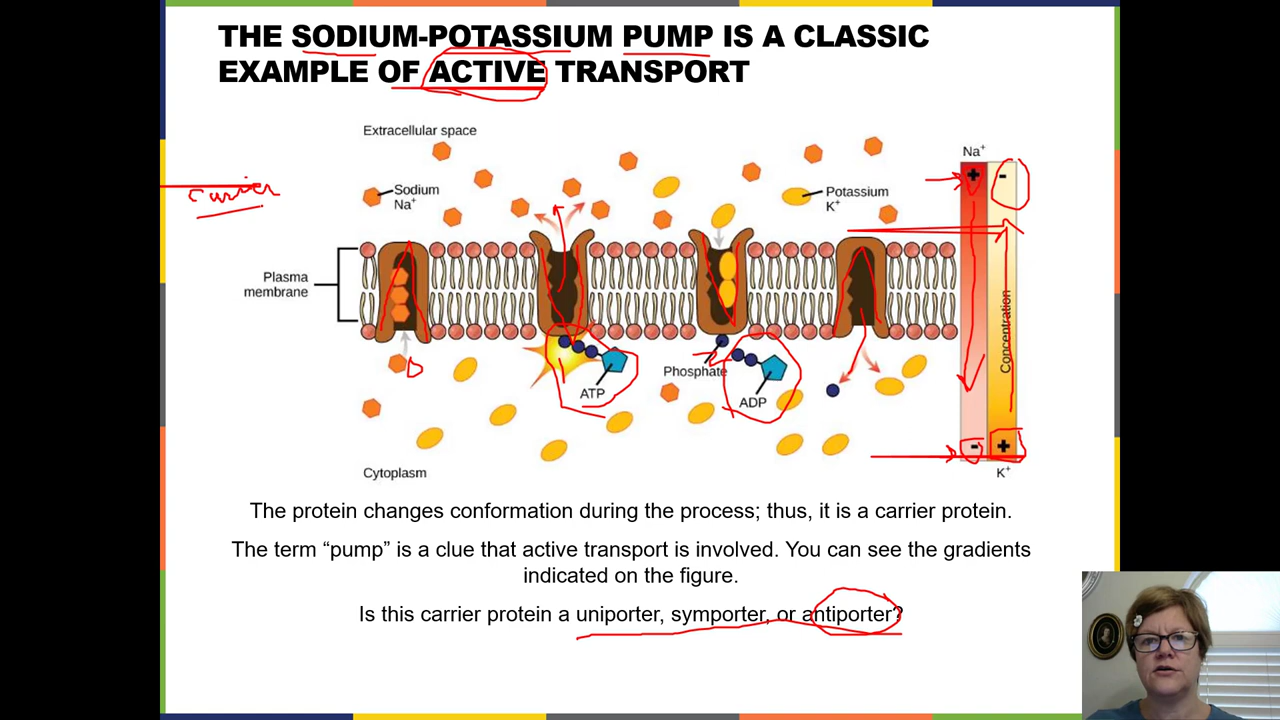 THE SODIUM-POTASSIUM PUMP IS A CLASSIC
EXAMPLE OF ACTIVE TRANSPORT
Extracellular space
Na⁺
+
-
Carrier
Sodium
Na⁺
Potassium
K⁺
Plasma
membrane
Concentration
Phosphate
ATP
ADP
-
+
Cytoplasm
K⁺
The protein changes conformation during the process; thus, it is a carrier protein.
The term “pump” is a clue that active transport is involved. You can see the gradients
indicated on the figure.
Is this carrier protein a uniporter, symporter, or antiporter?